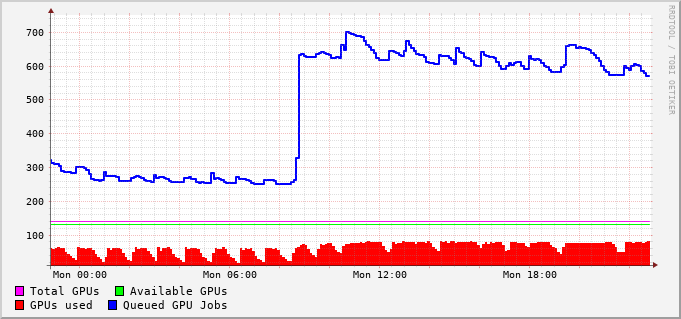 700
600
500
400
300
200
100
Mon 00:00 Mon 06:00 Mon 12:00 Mon 18:00
Total GPUs Available GPUs
GPUs used Queued GPU Jobs
RRDTOOL / TOBI OETIKER